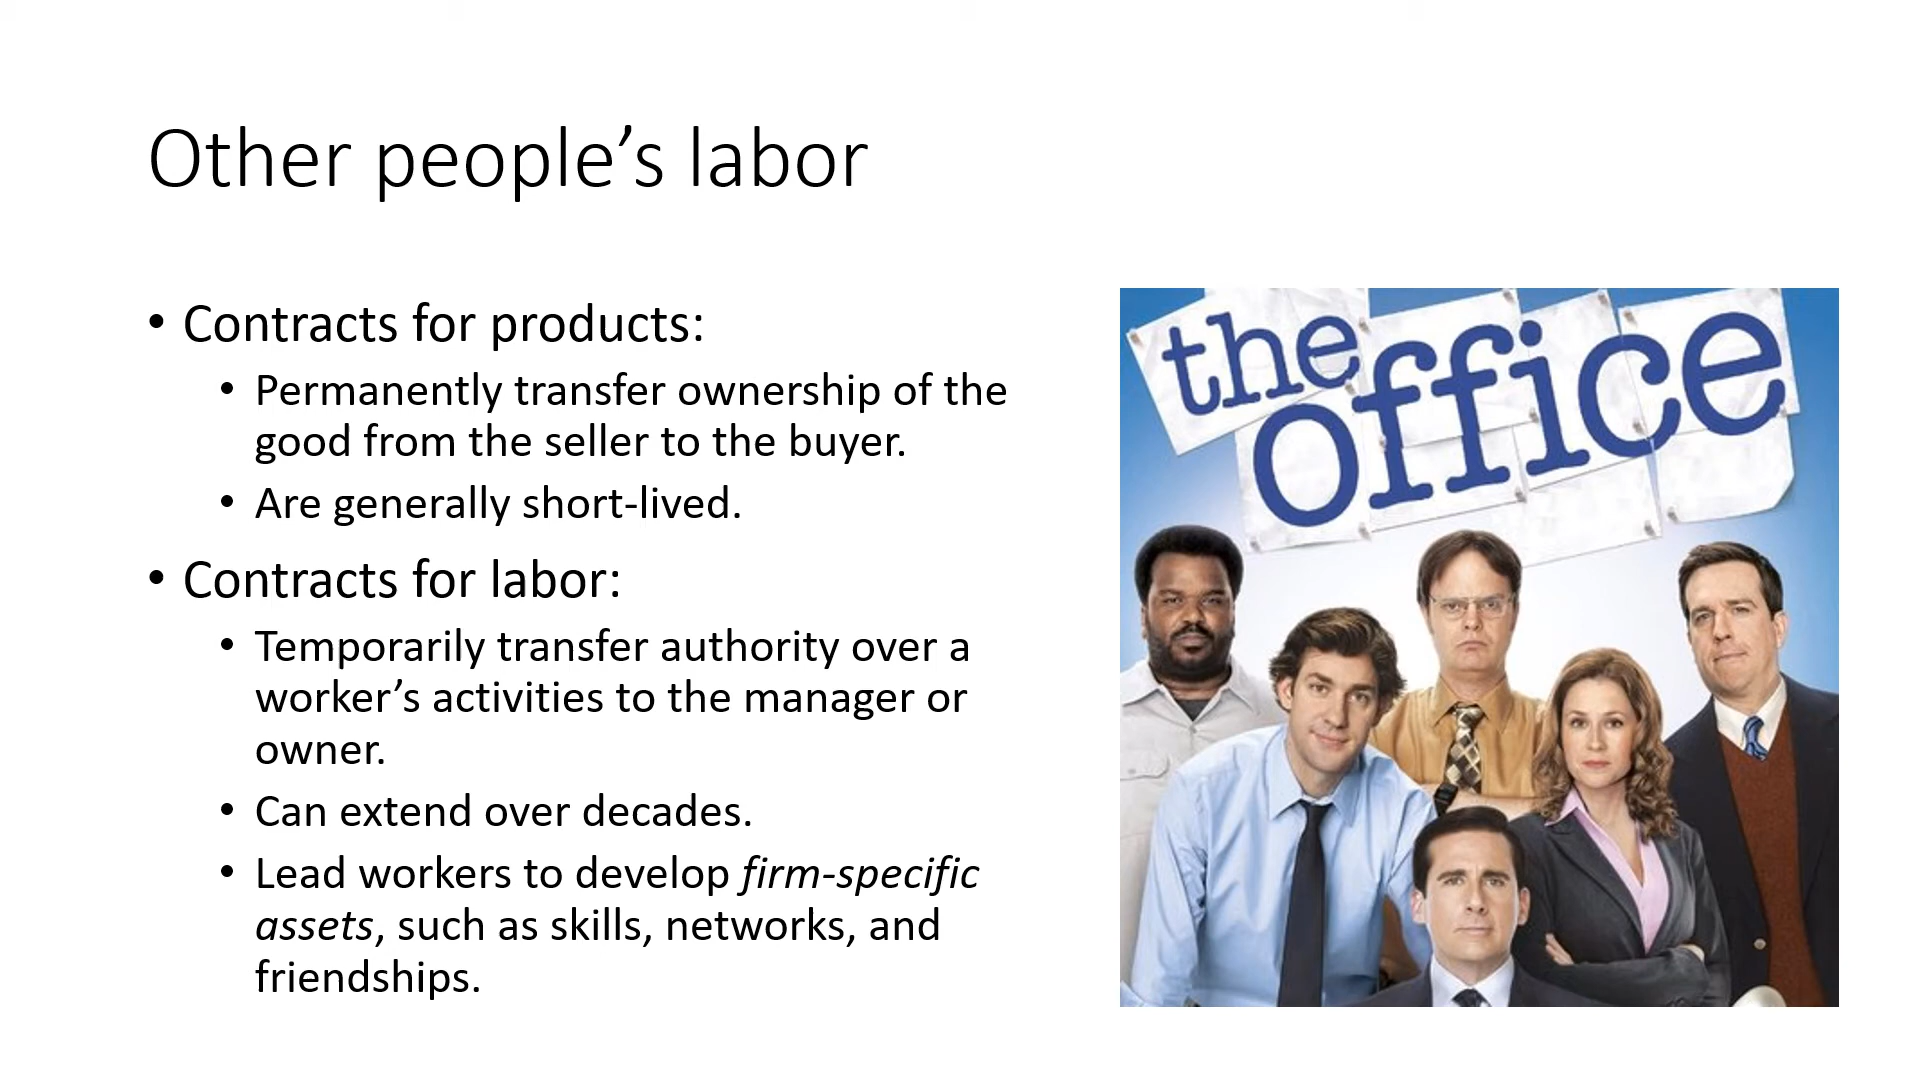 Other people’s labor
• Contracts for products:
• Permanently transfer ownership of the
good from the seller to the buyer.
• Are generally short-lived.
• Contracts for labor:
• Temporarily transfer authority over a
worker’s activities to the manager or
owner.
• Can extend over decades.
• Lead workers to develop firm-specific
assets, such as skills, networks, and
friendships.
the
office